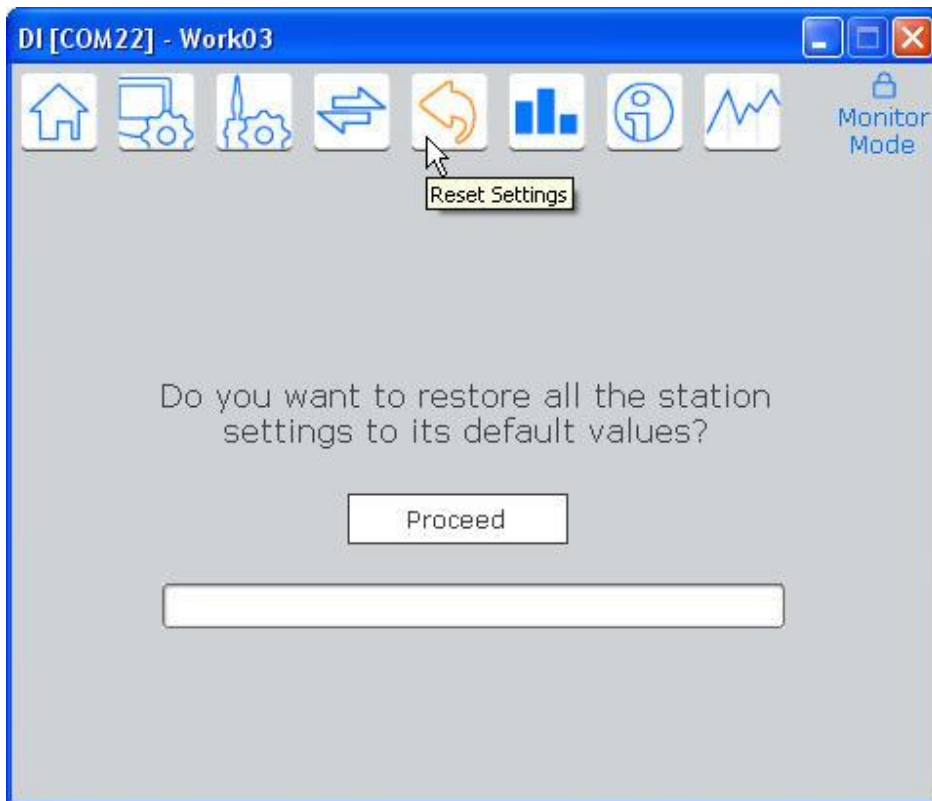 DI [COM22] - Work03
Monitor
Mode
Reset Settings
Do you want to restore all the station
settings to its default values?
Proceed